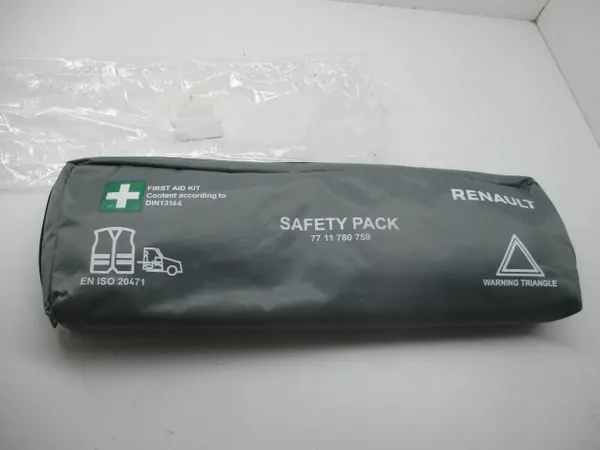 FIRST AID KIT
Content according to
DIN13164
RENAULT
SAFETY PACK
77 11 780 759
EN ISO 20471
WARNING TRIANGLE